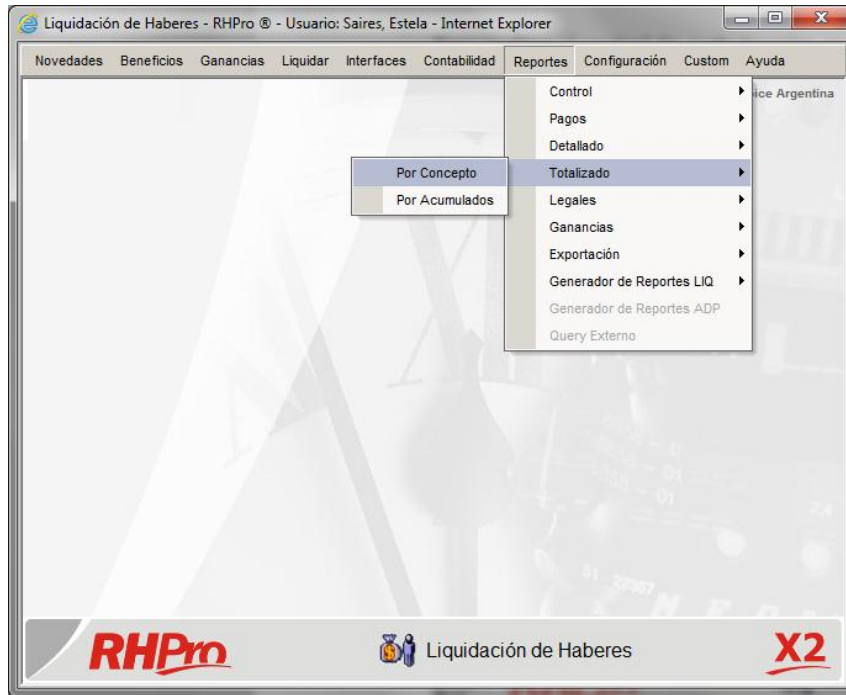 Liquidación de Haberes - RHPro ® - Usuario: Saires, Estela - Internet Explorer
Novedades Beneficios Ganancias Liquidar Interfaces Contabilidad Reportes Configuración Custom Ayuda
Control
ice Argentina
Pagos
Detallado
Por Concepto
Totalizado
Por Acumulados
Legales
Ganancias
Exportación
Generador de Reportes LIQ
Generador de Reportes ADP
Query Externo
RHPro
Liquidación de Haberes
X2